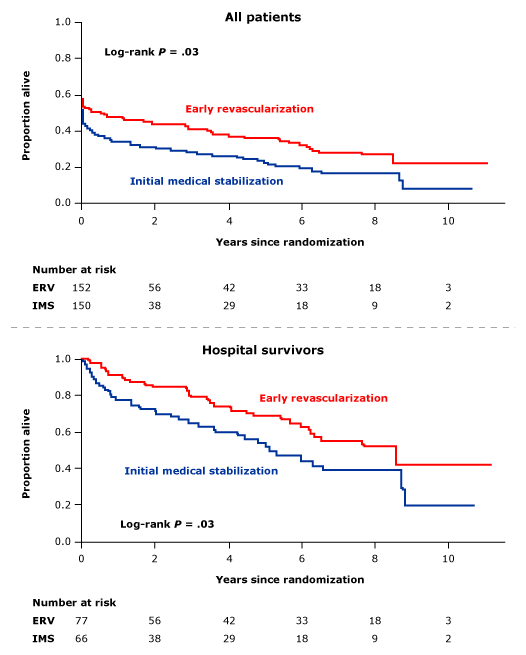 All patients
1.0
Log-rank P = .03
0.8
0.6
Early revascularization
0.4
Proportion alive
0.2
Initial medical stabilization
0.0
0 2 4 6 8 10
Years since randomization
Number at risk
ERV 152 56 42 33 18 3
IMS 150 38 29 18 9 2
Hospital survivors
1.0
0.8
Early revascularization
0.6
Proportion alive
0.4
Initial medical stabilization
0.2
Log-rank P = .03
0.0
0 2 4 6 8 10
Years since randomization
Number at risk
ERV 77 56 42 33 18 3
IMS 66 38 29 18 9 2